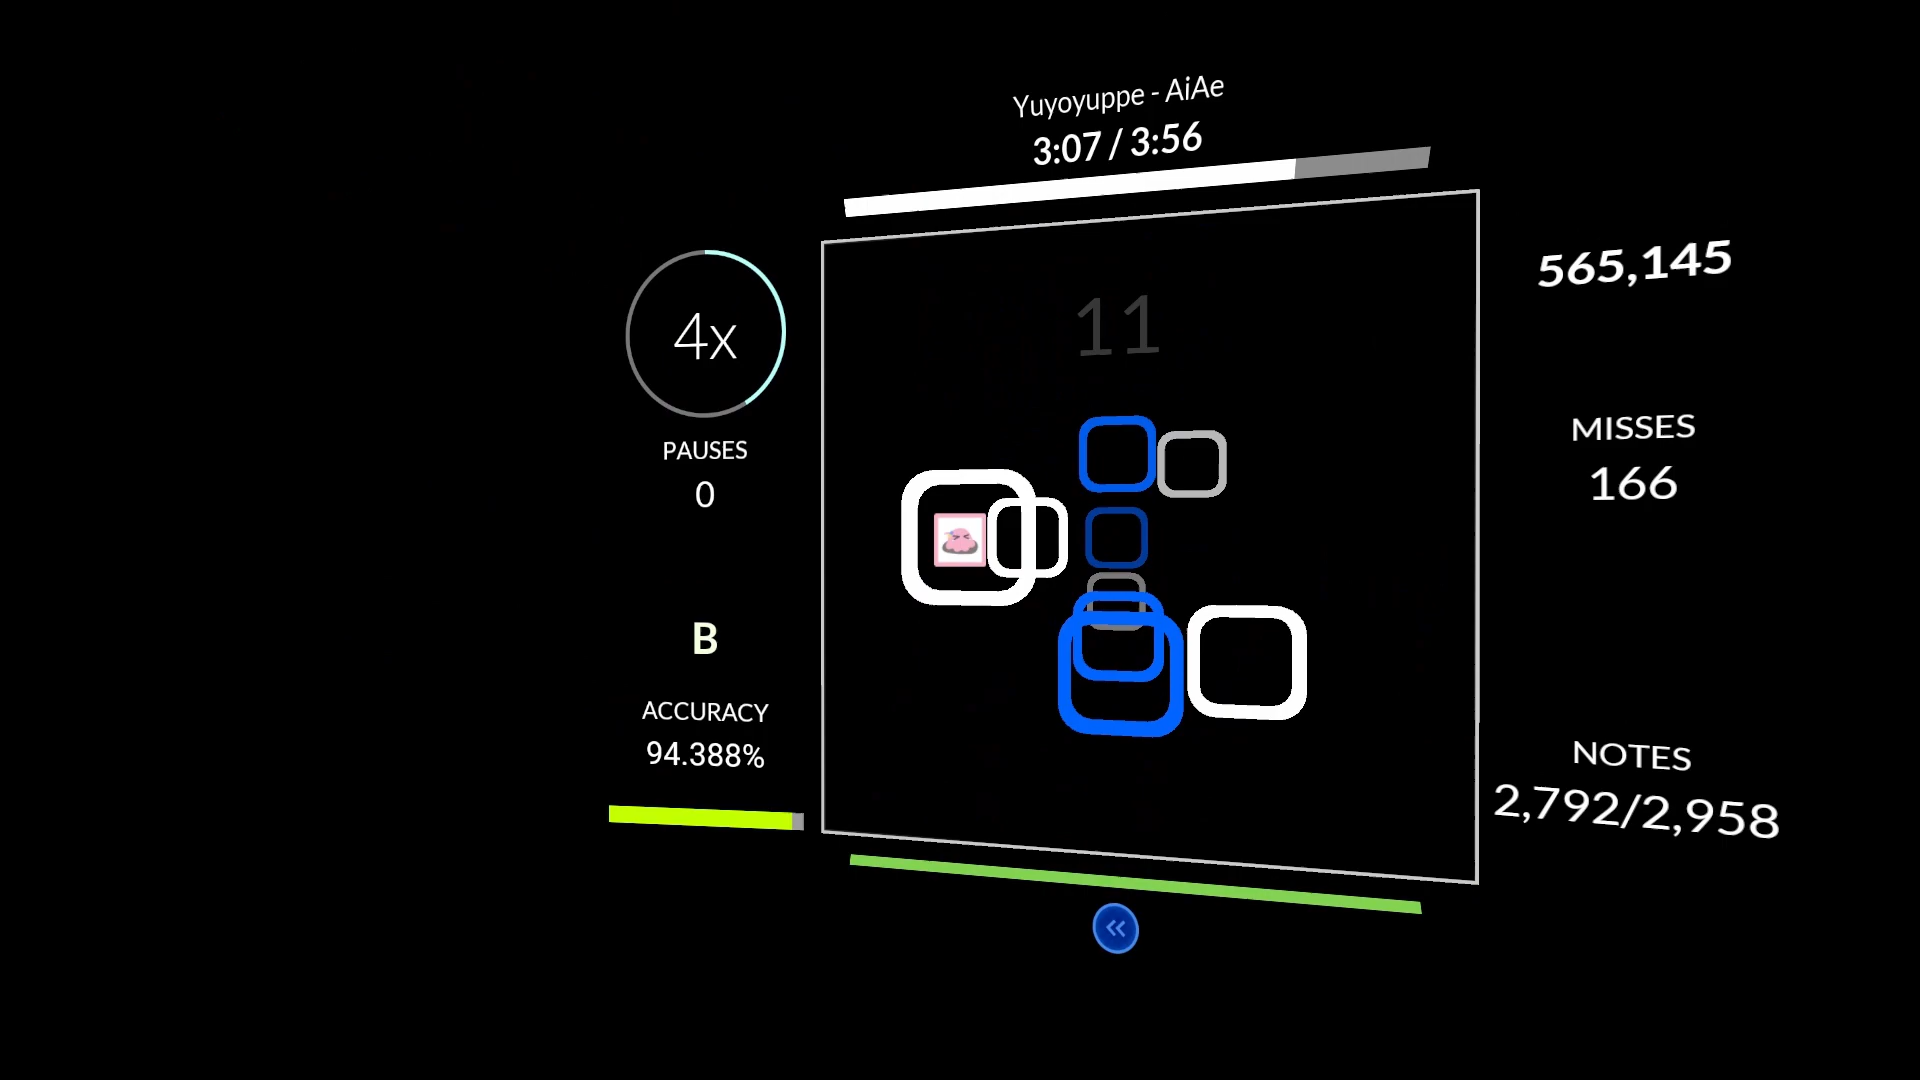 Yuyoyuppe - AiAe
3:07 / 3:56
4x
PAUSES
0
B
ACCURACY
94.388%
11
565,145
MISSES
166
NOTES
2,792/2,958